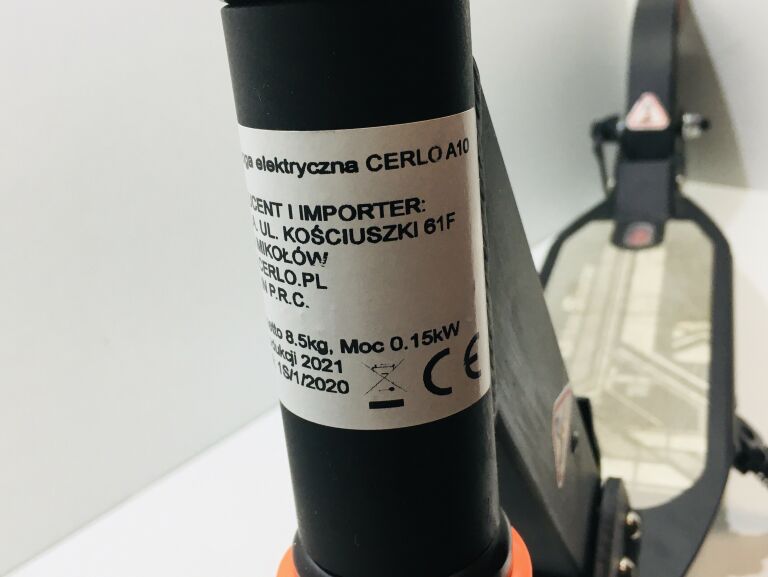 elektryczna CERLO A10
I IMPORTER:
UL. KOŚCIUSZKI 61F
MIKOŁÓW
CERLO.PL
P.R.C.
8.5kg, Moc 0.15kW
2021
1S/1/2020
CE